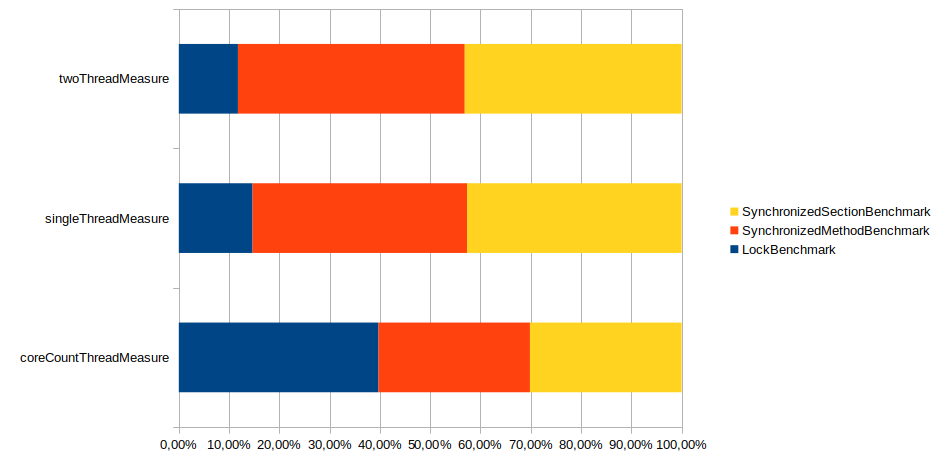 twoThreadMeasure
singleThreadMeasure
coreCountThreadMeasure
0,00% 10,00% 20,00% 30,00% 40,00% 50,00% 60,00% 70,00% 80,00% 90,00% 100,00%
SynchronizedSectionBenchmark
SynchronizedMethodBenchmark
LockBenchmark